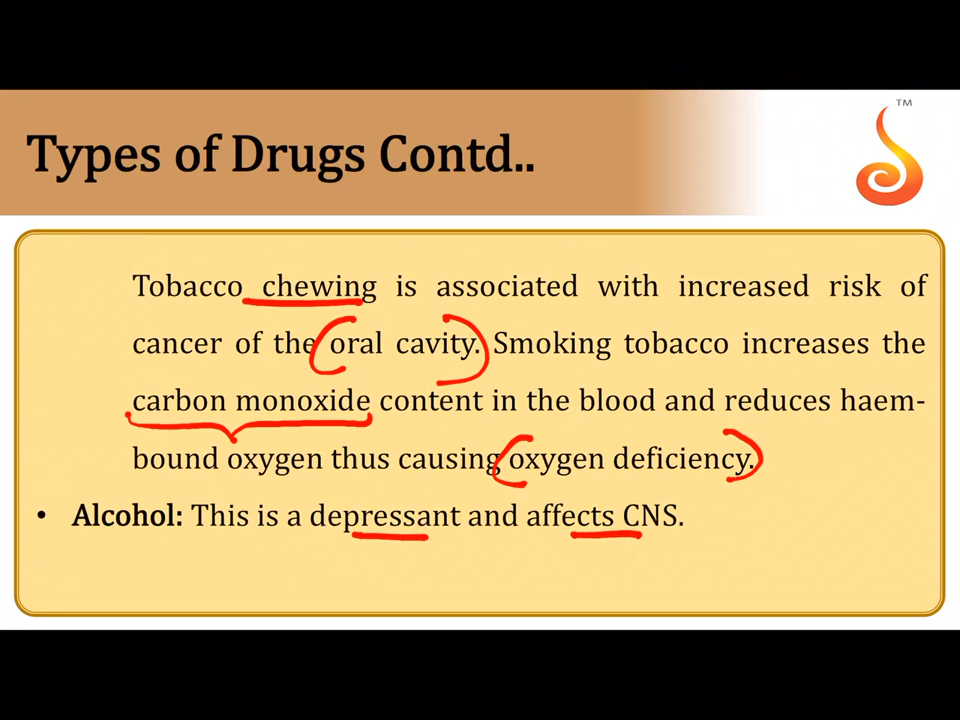 TM
Types of Drugs Contd..
Tobacco chewing is associated with increased risk of
cancer of the oral cavity. Smoking tobacco increases the
carbon monoxide content in the blood and reduces haem-
bound oxygen thus causing oxygen deficiency.
• Alcohol: This is a depressant and affects CNS.